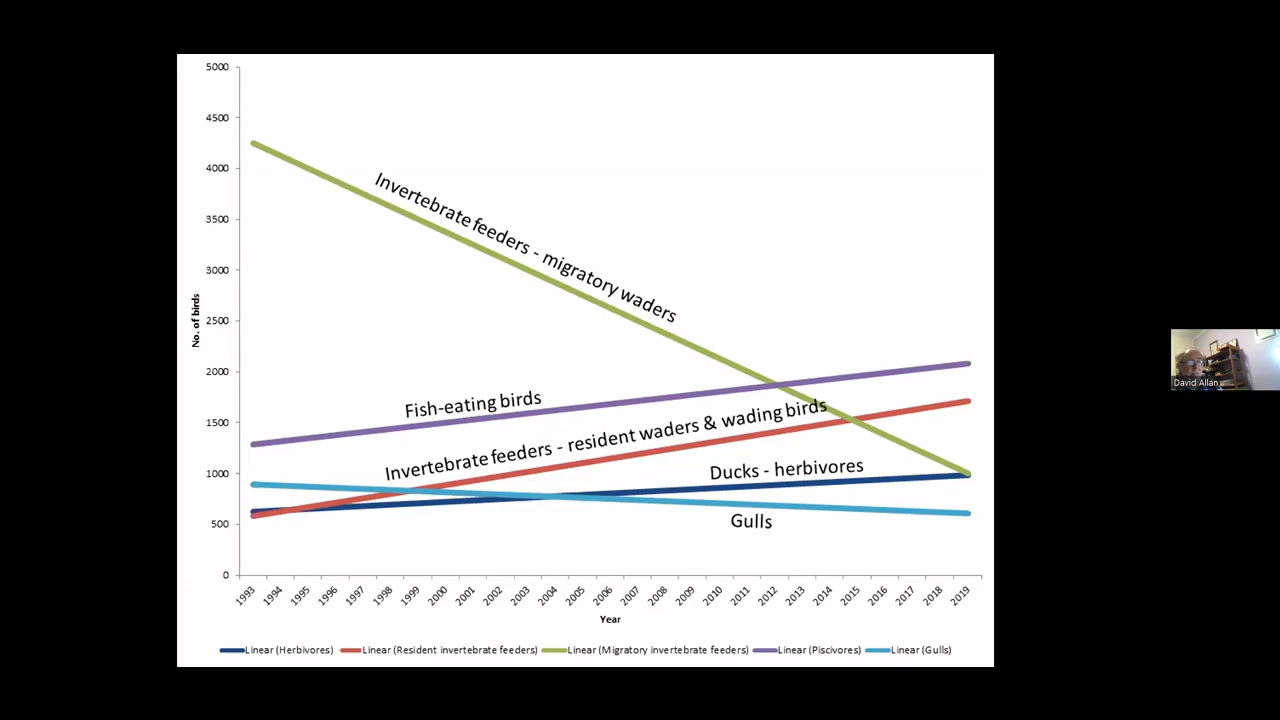 5000
4500
4000
3500
3000
2500
2000
1500
1000
500
0
No. of birds
Invertebrate feeders - migratory waders
Fish-eating birds
Invertebrate feeders - resident waders & wading birds
Ducks - herbivores
Gulls
1993 1994 1995 1996 1997 1998 1999 2000 2001 2002 2003 2004 2005 2006 2007 2008 2009 2010 2011 2012 2013 2014 2015 2016 2017 2018 2019
Year
Linear (Herbivores) Linear (Resident invertebrate feeders) Linear (Migratory invertebrate feeders) Linear (Piscivores) Linear (Gulls)
David Allan